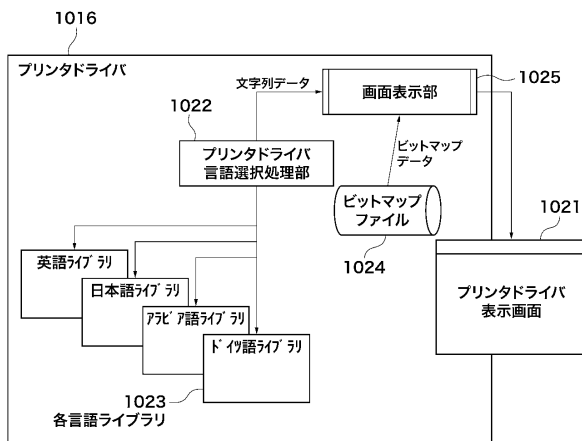 1016
プリンタドライバ
文字列データ
画面表示部
1025
1022
プリンタドライバ
言語選択処理部
ビットマップ
データ
ビットマップ
ファイル
1024
1021
プリンタドライバ
表示画面
英語ﾗｲﾌﾞﾗﾘ
日本語ﾗｲﾌﾞﾗﾘ
ｱﾗﾋﾞｱ語ﾗｲﾌﾞﾗﾘ
ﾄﾞｲﾂ語ﾗｲﾌﾞﾗﾘ
1023
各言語ライブラリ